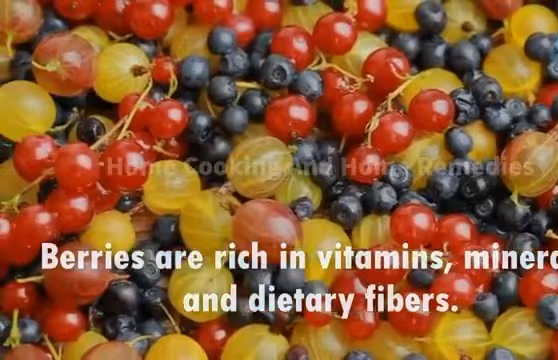 Home Cooking And Home Remedies
Berries are rich in vitamins, minera
and dietary fibers.